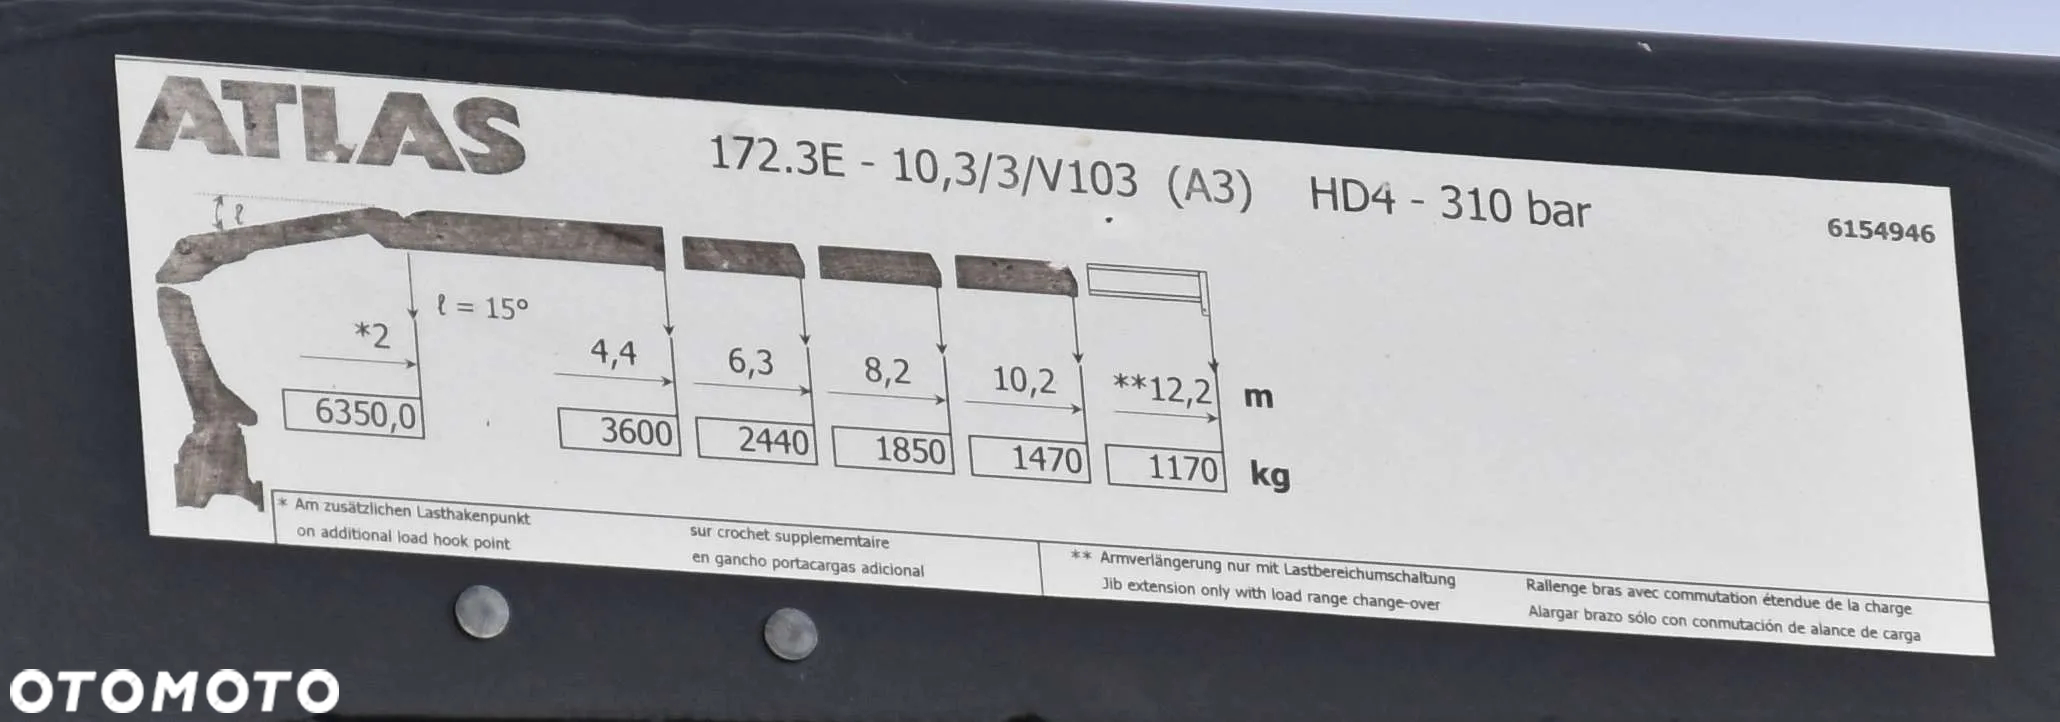 ATLAS
172.3E - 10,3/3/V103 (A3) HD4 - 310 bar
6154946
ℓ
ℓ = 15°
*2 4,4 6,3 8,2 10,2 **12,2 m
6350,0 3600 2440 1850 1470 1170 kg
* Am zusätzlichen Lasthakenpunkt
on additional load hook point
sur crochet supplememtaire
en gancho portacargas adicional
** Armverlängerung nur mit Lastbereichumschaltung
Jib extension only with load range change-over
Rallenge bras avec commutation étendue de la charge
Alargar brazo sólo con conmutación de alance de carga
OTOMOTO